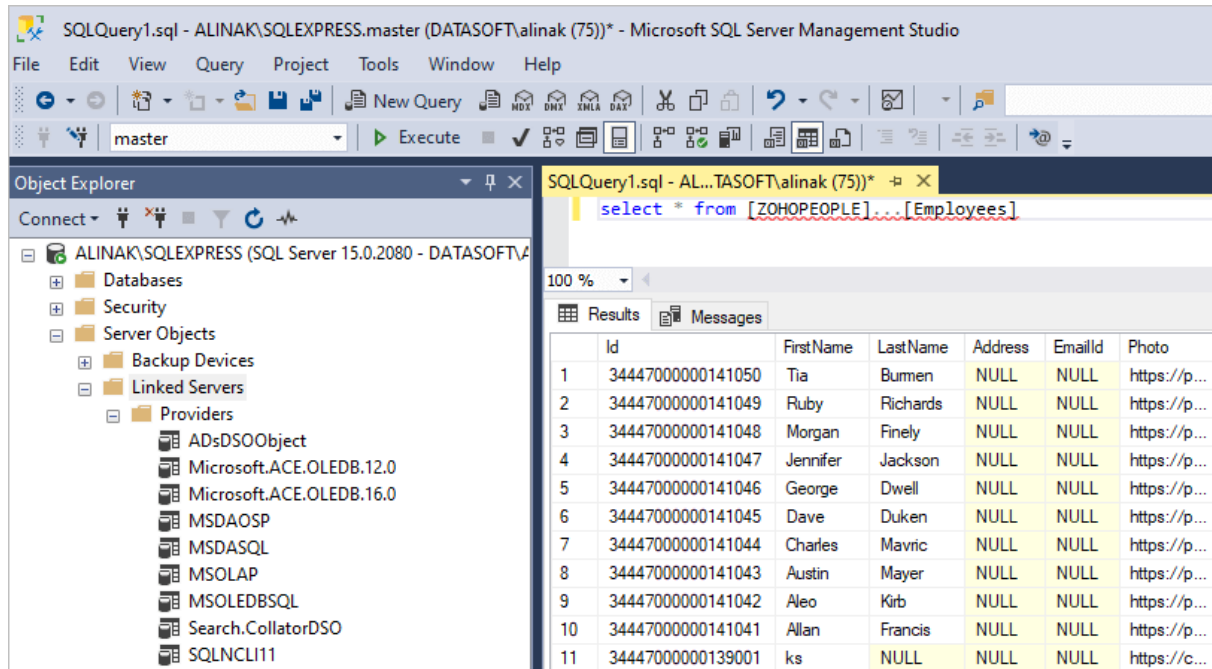 SQLQuery1.sql - ALINAK\SQLEXPRESS.master (DATASOFT\alinak (75))* - Microsoft SQL Server Management Studio
File Edit View Query Project Tools Window Help
New Query MDX DMX XMLA DAX
master Execute
Object Explorer
Connect
ALINAK\SQLEXPRESS (SQL Server 15.0.2080 - DATASOFT\A
Databases
Security
Server Objects
Backup Devices
Linked Servers
Providers
ADsDSOObject
Microsoft.ACE.OLEDB.12.0
Microsoft.ACE.OLEDB.16.0
MSDAOSP
MSDASQL
MSOLAP
MSOLEDBSQL
Search.CollatorDSO
SQLNCLI11
SQLQuery1.sql - AL...TASOFT\alinak (75))*
select * from [ZOHOPEOPLE]...[Employees]
100 %
Results Messages
Id FirstName LastName Address EmailId Photo
1 34447000000141050 Tia Burmen NULL NULL https://p...
2 34447000000141049 Ruby Richards NULL NULL https://p...
3 34447000000141048 Morgan Finely NULL NULL https://p...
4 34447000000141047 Jennifer Jackson NULL NULL https://p...
5 34447000000141046 George Dwell NULL NULL https://p...
6 34447000000141045 Dave Duken NULL NULL https://p...
7 34447000000141044 Charles Mavric NULL NULL https://p...
8 34447000000141043 Austin Mayer NULL NULL https://p...
9 34447000000141042 Aleo Kirb NULL NULL https://p...
10 34447000000141041 Allan Francis NULL NULL https://p...
11 34447000000139001 ks NULL NULL NULL https://c...